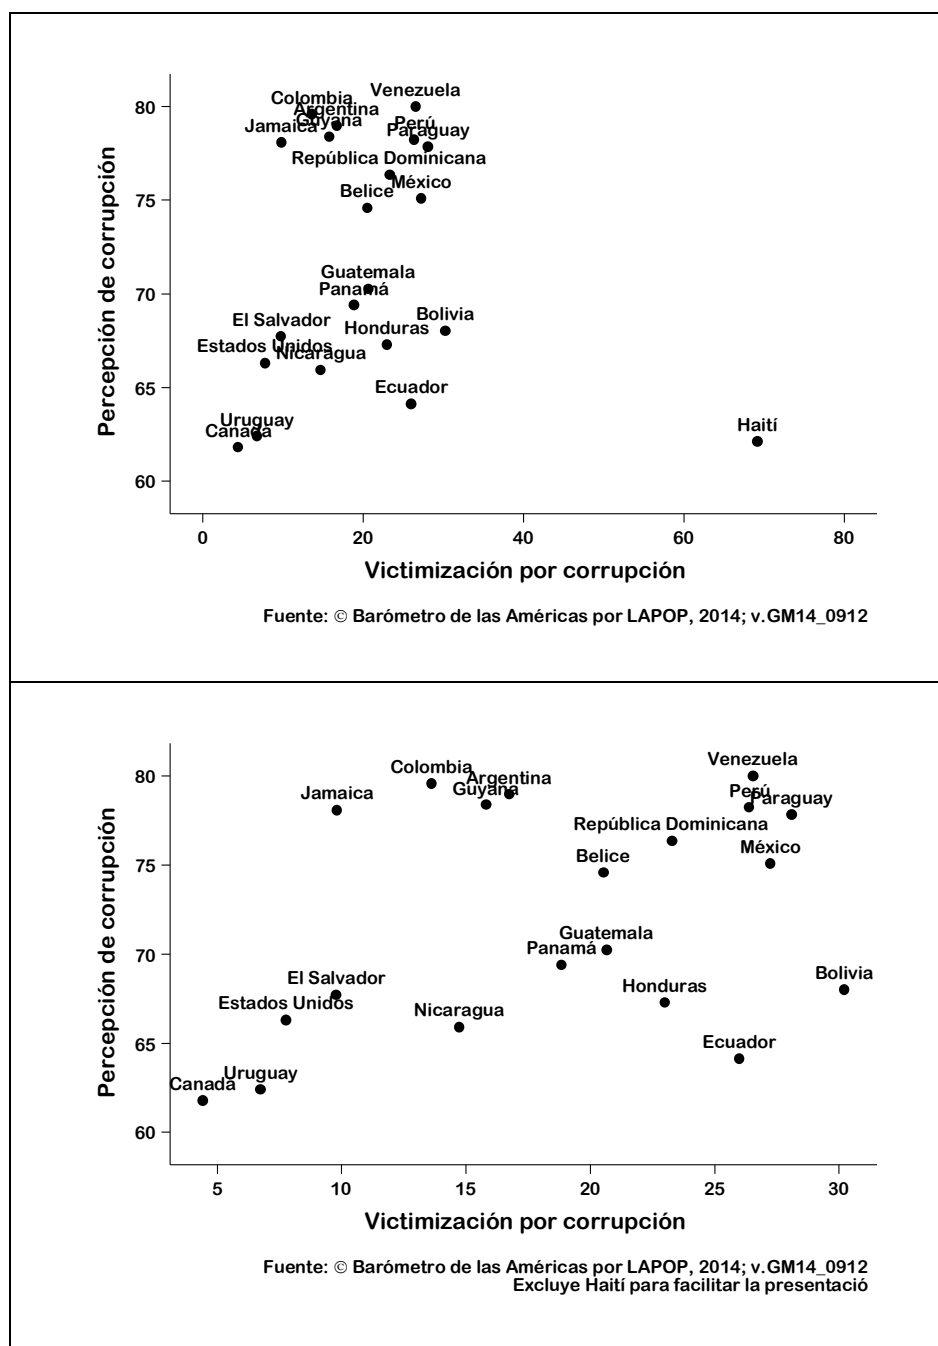 Percepción de corrupción
80
75
70
65
60
Venezuela
Colombia
Argentina
Guyana
Perú
Jamaica
Paraguay
República Dominicana
México
Belice
Guatemala
Panamá
Bolivia
El Salvador
Honduras
Estados Unidos
Nicaragua
Ecuador
Uruguay
Canadá
Haití
0 20 40 60 80
Victimización por corrupción
Fuente: © Barómetro de las Américas por LAPOP, 2014; v.GM14_0912
Percepción de corrupción
80
75
70
65
60
Venezuela
Colombia
Argentina
Guyana
Jamaica
Perú
Paraguay
República Dominicana
México
Belice
Guatemala
Panamá
Bolivia
El Salvador
Honduras
Estados Unidos
Nicaragua
Ecuador
Uruguay
Canadá
5 10 15 20 25 30
Victimización por corrupción
Fuente: © Barómetro de las Américas por LAPOP, 2014; v.GM14_0912
Excluye Haití para facilitar la presentació